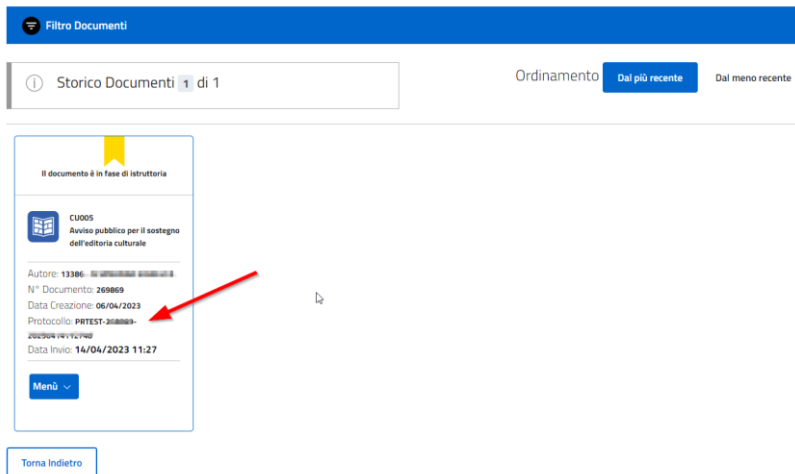 Filtro Documenti
Storico Documenti 1 di 1
Ordinamento Dal più recente Dal meno recente
Il documento è in fase di istruttoria
CU005
Avviso pubblico per il sostegno
dell'editoria culturale
Autore: 13386-
N° Documento: 269869
Data Creazione: 06/04/2023
Protocollo: PRTEST-
Data Invio: 14/04/2023 11:27
Menù
Torna Indietro